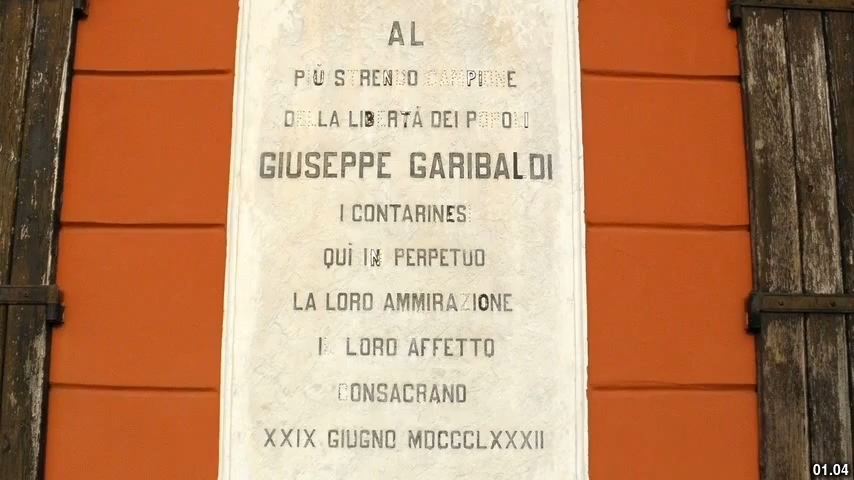 AL
PIÙ STRENUO CAMPIONE
DELLA LIBERTÀ DEI POPOLI
GIUSEPPE GARIBALDI
I CONTARINESI
QUÌ IN PERPETUO
LA LORO AMMIRAZIONE
IL LORO AFFETTO
CONSACRANO
XXIX GIUGNO MDCCCLXXXII
01.04